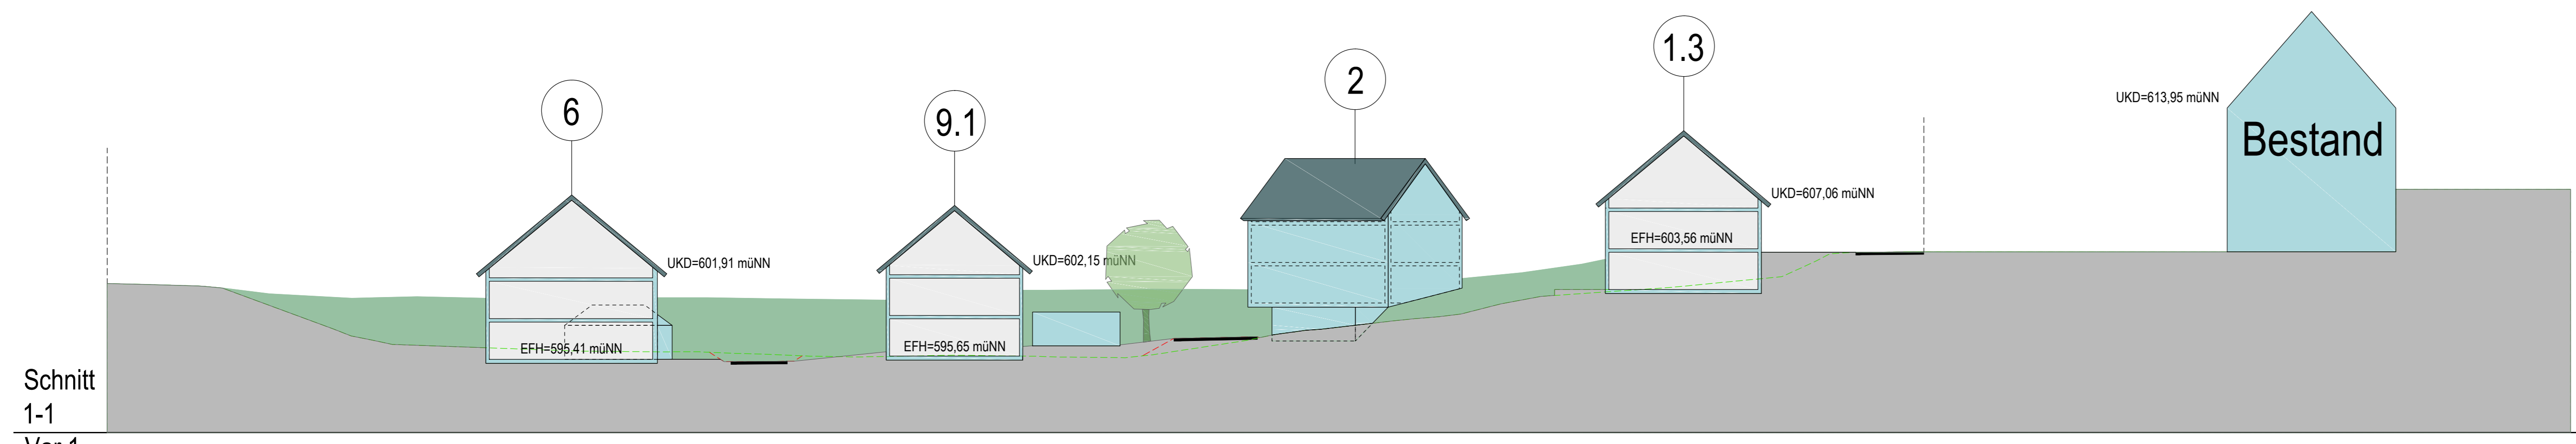 6
9.1
2
1.3
UKD=613,95 müNN
Bestand
UKD=601,91 müNN
UKD=602,15 müNN
UKD=607,06 müNN
EFH=603,56 müNN
EFH=595,41 müNN
EFH=595,65 müNN
Schnitt
1-1